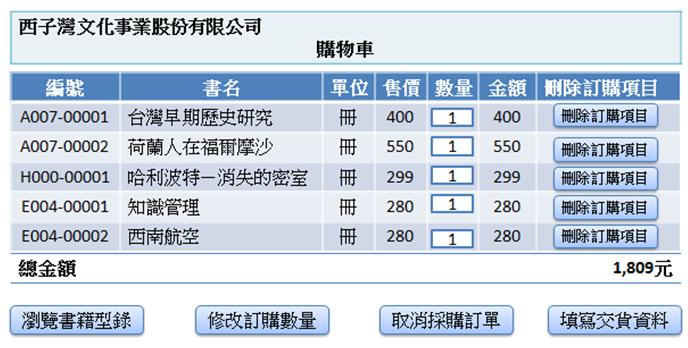 西子灣文化事業股份有限公司
購物車
編號 書名 單位 售價 數量 金額 刪除訂購項目
A007-00001 台灣早期歷史研究 冊 400 1 400 刪除訂購項目
A007-00002 荷蘭人在福爾摩沙 冊 550 1 550 刪除訂購項目
H000-00001 哈利波特－消失的密室 冊 299 1 299 刪除訂購項目
E004-00001 知識管理 冊 280 1 280 刪除訂購項目
E004-00002 西南航空 冊 280 1 280 刪除訂購項目
總金額 1,809元
瀏覽書籍型錄 修改訂購數量 取消採購訂單 填寫交貨資料